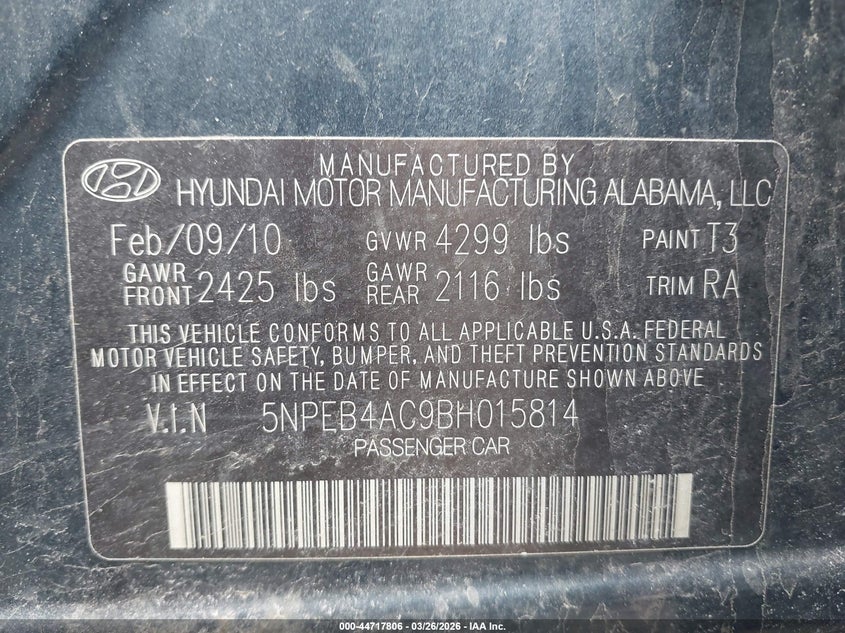 MANUFACTURED BY
HYUNDAI MOTOR MANUFACTURING ALABAMA, LLC
Feb/09/10 GVWR 4299 lbs PAINT T3
GAWR FRONT 2425 lbs GAWR REAR 2116 lbs TRIM RA
THIS VEHICLE CONFORMS TO ALL APPLICABLE U.S.A. FEDERAL
MOTOR VEHICLE SAFETY, BUMPER, AND THEFT PREVENTION STANDARDS
IN EFFECT ON THE DATE OF MANUFACTURE SHOWN ABOVE
V.I.N 5NPEB4AC9BH015814
PASSENGER CAR
000-44717806 - 03/26/2026 - IAA Inc.